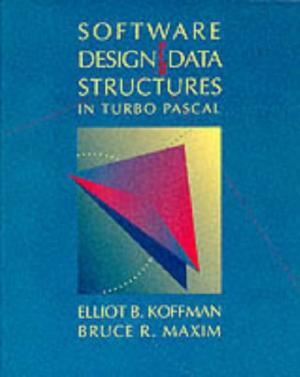 SOFTWARE
DESIGN & DATA
STRUCTURES
IN TURBO PASCAL
ELLIOT B. KOFFMAN
BRUCE R. MAXIM